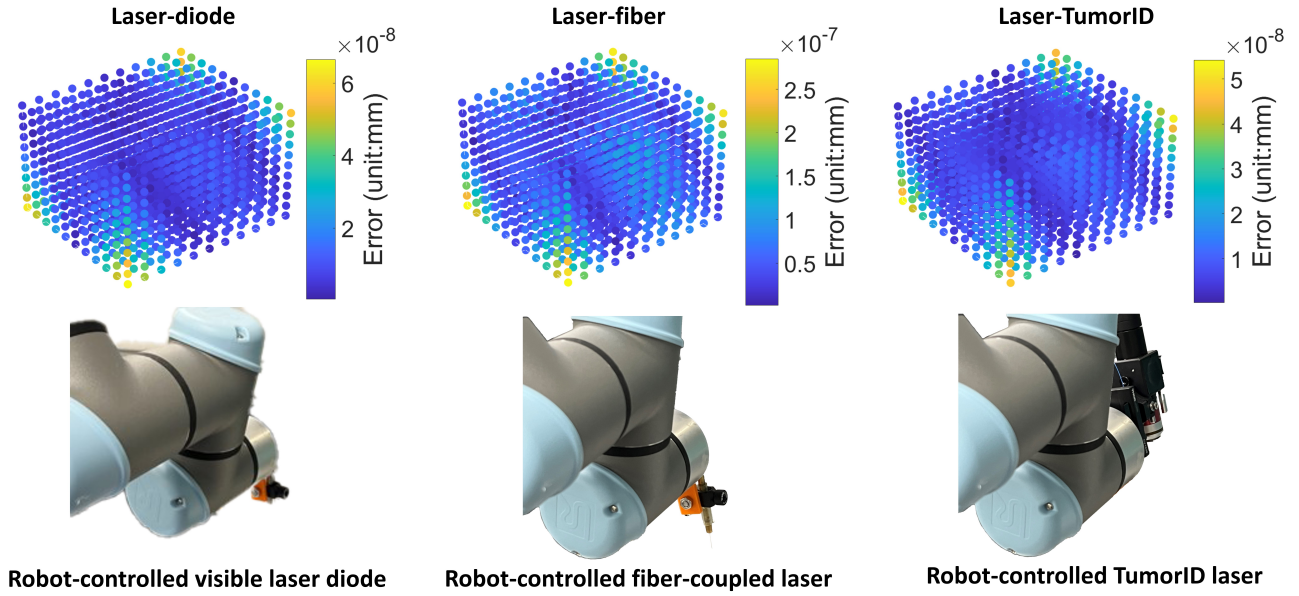 Laser-diode
Laser-fiber
Laser-TumorID
×10-8
6
4
2
Error (unit:mm)
×10-7
2.5
2
1.5
1
0.5
Error (unit:mm)
×10-8
5
4
3
2
1
Error (unit:mm)
Robot-controlled visible laser diode
Robot-controlled fiber-coupled laser
Robot-controlled TumorID laser